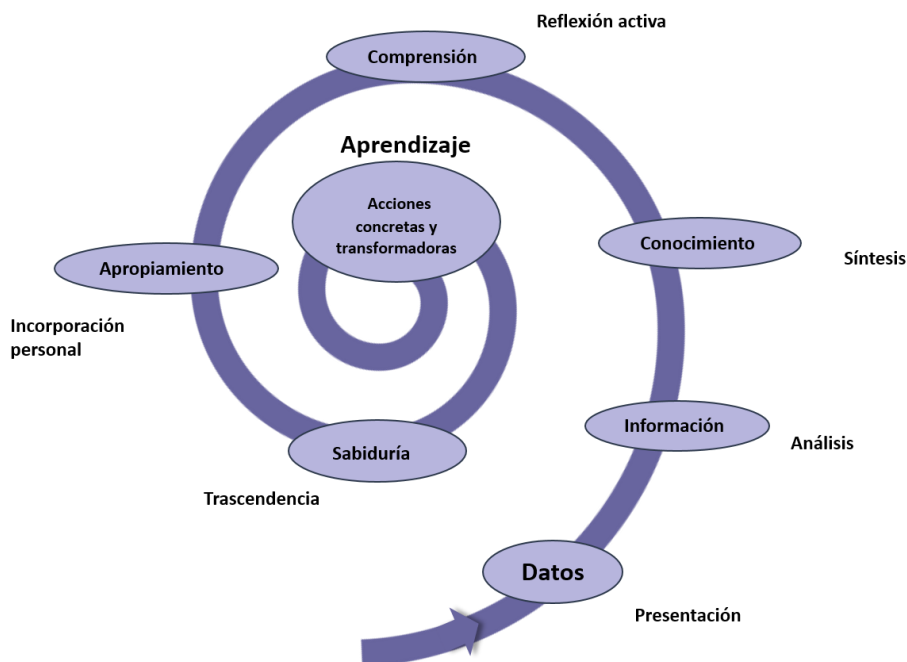 Reflexión activa
Comprensión
Aprendizaje
Acciones
concretas y
transformadoras
Conocimiento
Síntesis
Apropiamiento
Incorporación
personal
Información
Análisis
Sabiduría
Trascendencia
Datos
Presentación